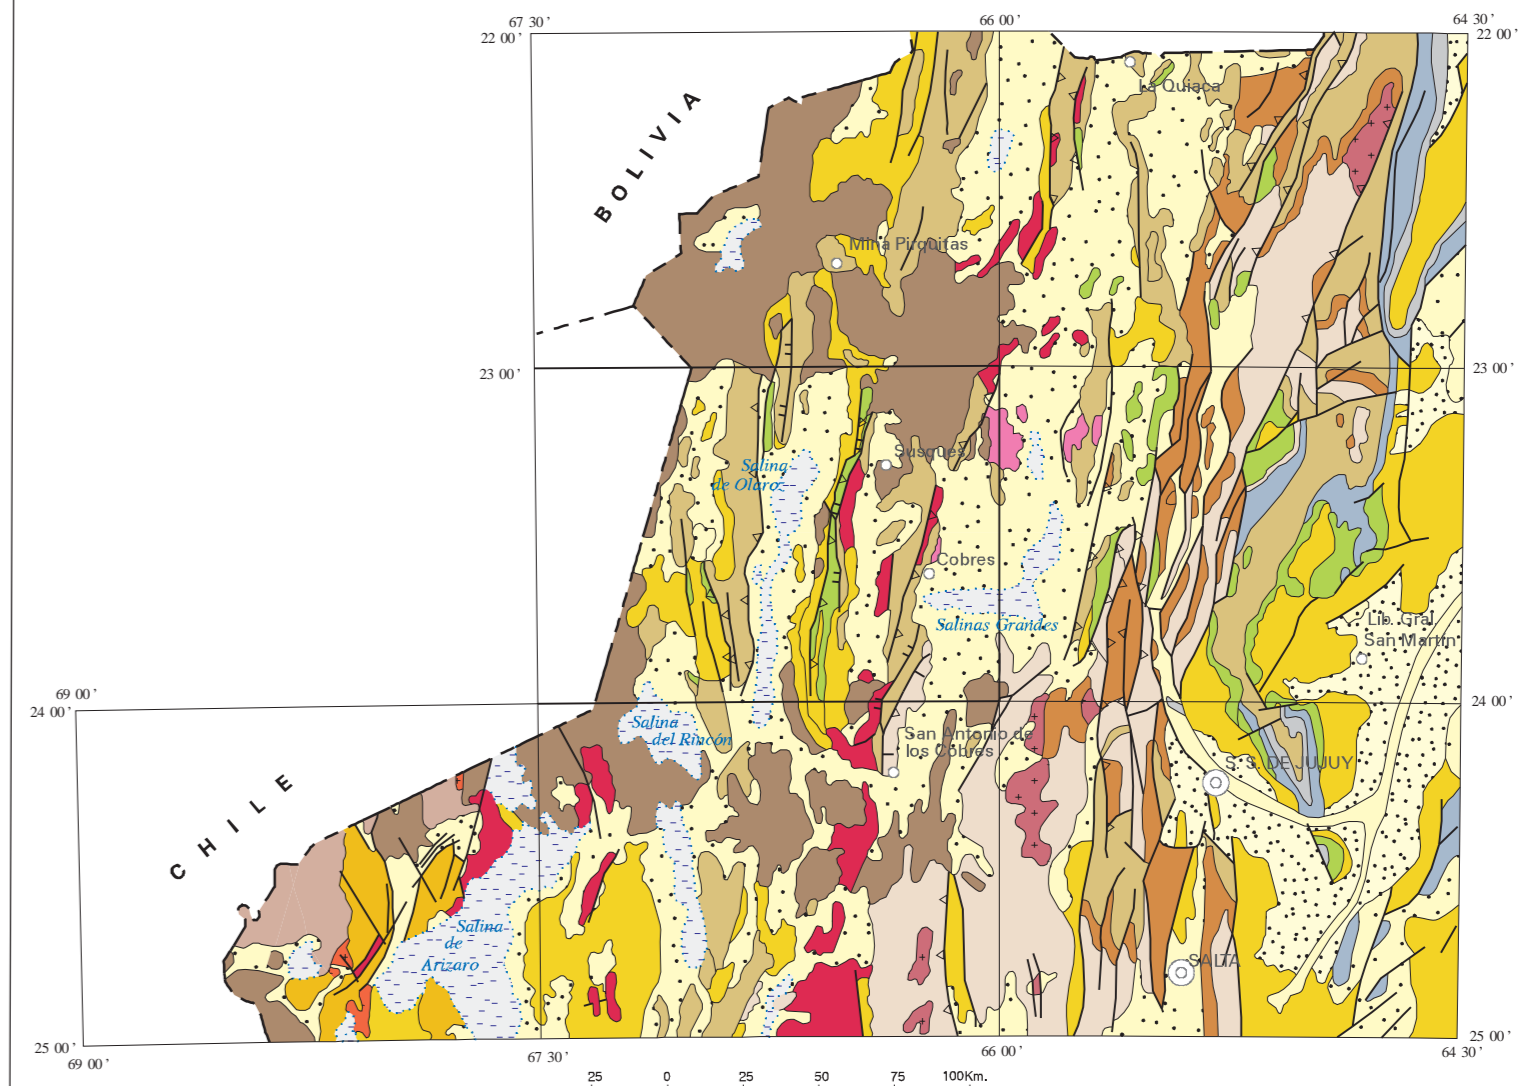 67 30'
66 00'
64 30'
22 00'
22 00'
BOLIVIA
La Quiaca
Mina Pirquitas
23 00'
23 00'
Susques
Salina
de Olaroz
Cobres
Salinas Grandes
Lib. Gral.
San Martín
69 00'
24 00'
24 00'
Salina
del Rincón
San Antonio de
los Cobres
S. S. DE JUJUY
CHILE
Salina
de
Arizaro
SALTA
25 00'
25 00'
69 00'
67 30'
66 00'
64 30'
25 0 25 50 75 100Km.